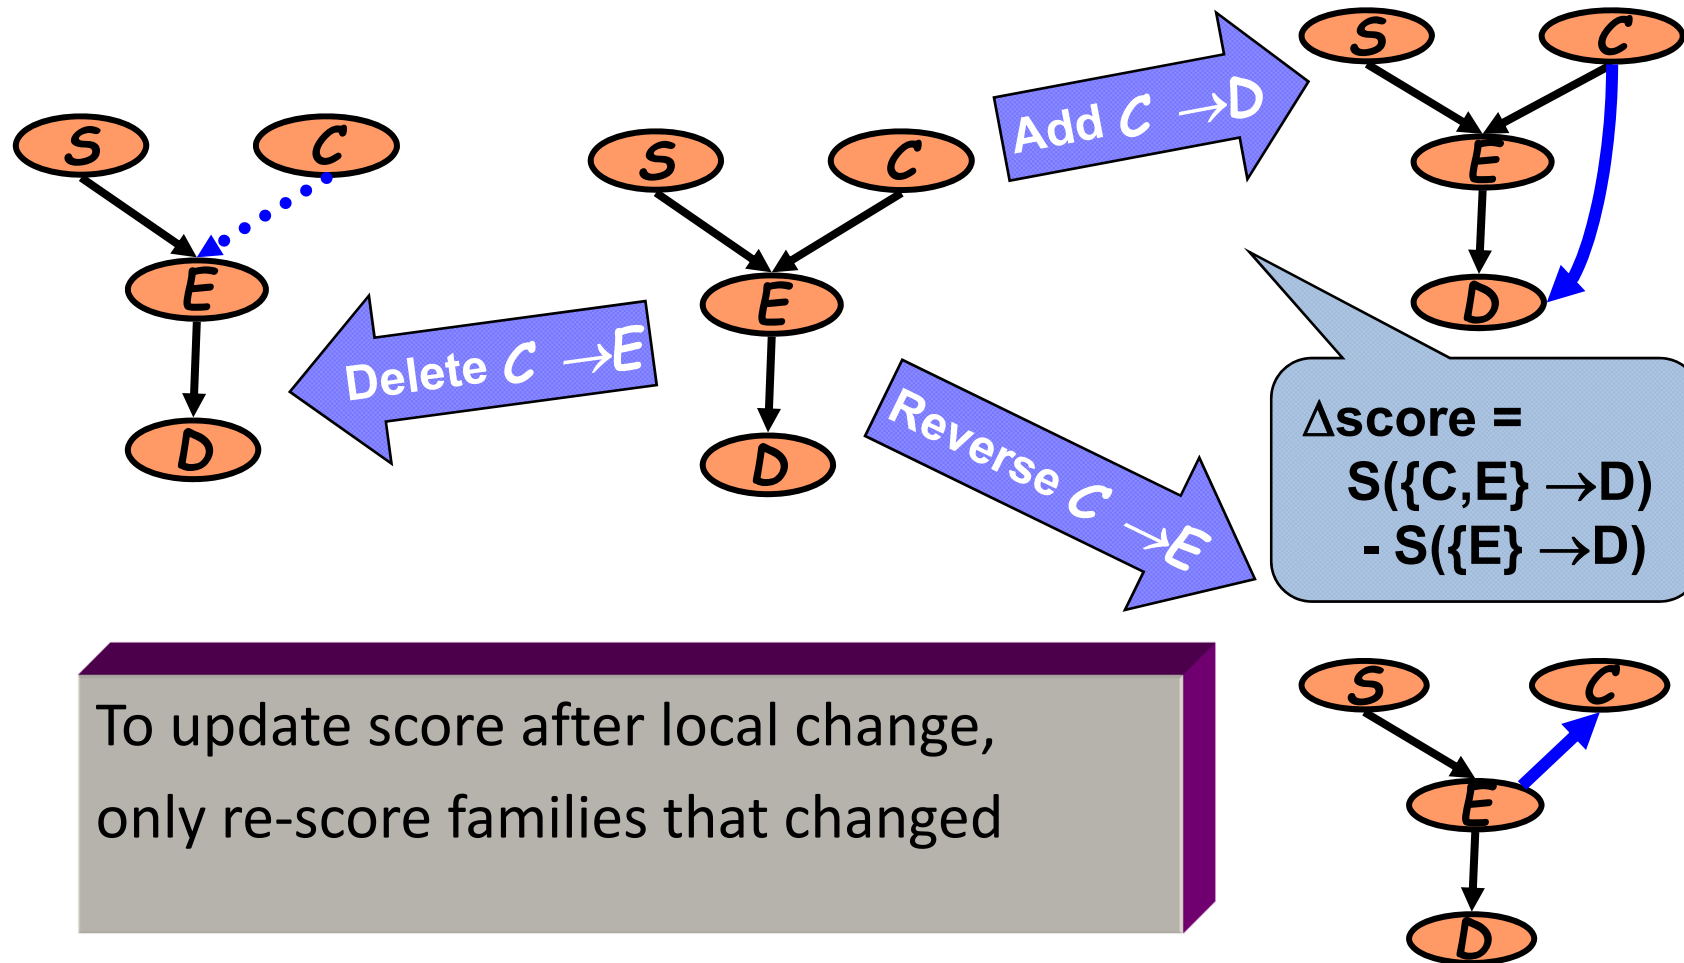 S C
E
D
Delete C →E
S C
E
D
Add C →D
Reverse C →E
S C
E
D
Δscore =
S({C,E} →D)
- S({E} →D)
To update score after local change,
only re-score families that changed
S C
E
D